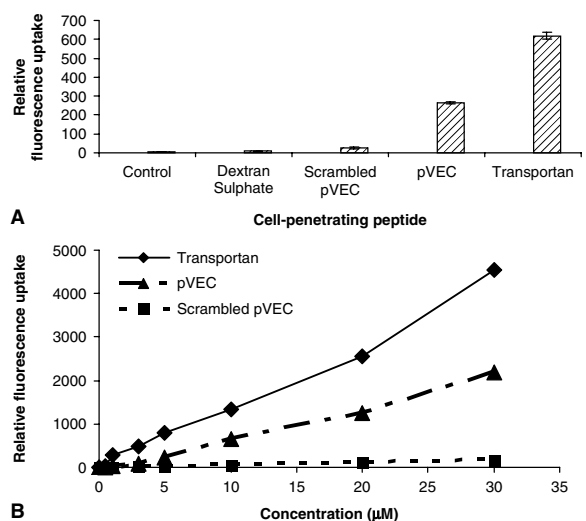 Relative
fluorescence uptake
700
600
500
400
300
200
100
0
Control
Dextran
Sulphate
Scrambled
pVEC
pVEC
Transportan
A
Cell-penetrating peptide
Relative fluorescence uptake
5000
4000
3000
2000
1000
0
Transportan
pVEC
Scrambled pVEC
0 5 10 15 20 25 30 35
B
Concentration (μM)